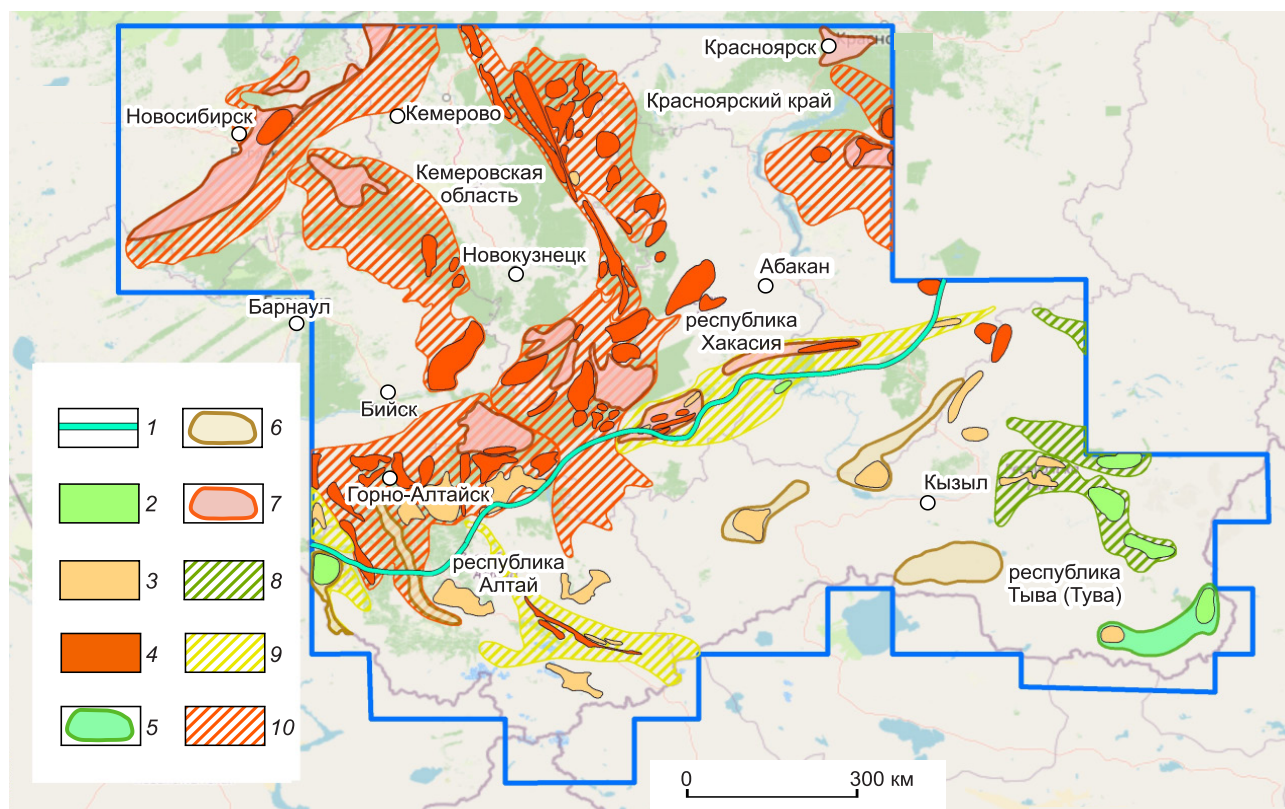 Красноярск
Красноярский край
Новосибирск
Кемерово
Кемеровская
область
Новокузнецк
Абакан
Барнаул
республика
Хакасия
Бийск
Горно-Алтайск
Кызыл
республика
Алтай
республика
Тыва (Тува)
1
6
2
7
3
8
4
9
5
10
0
300 км